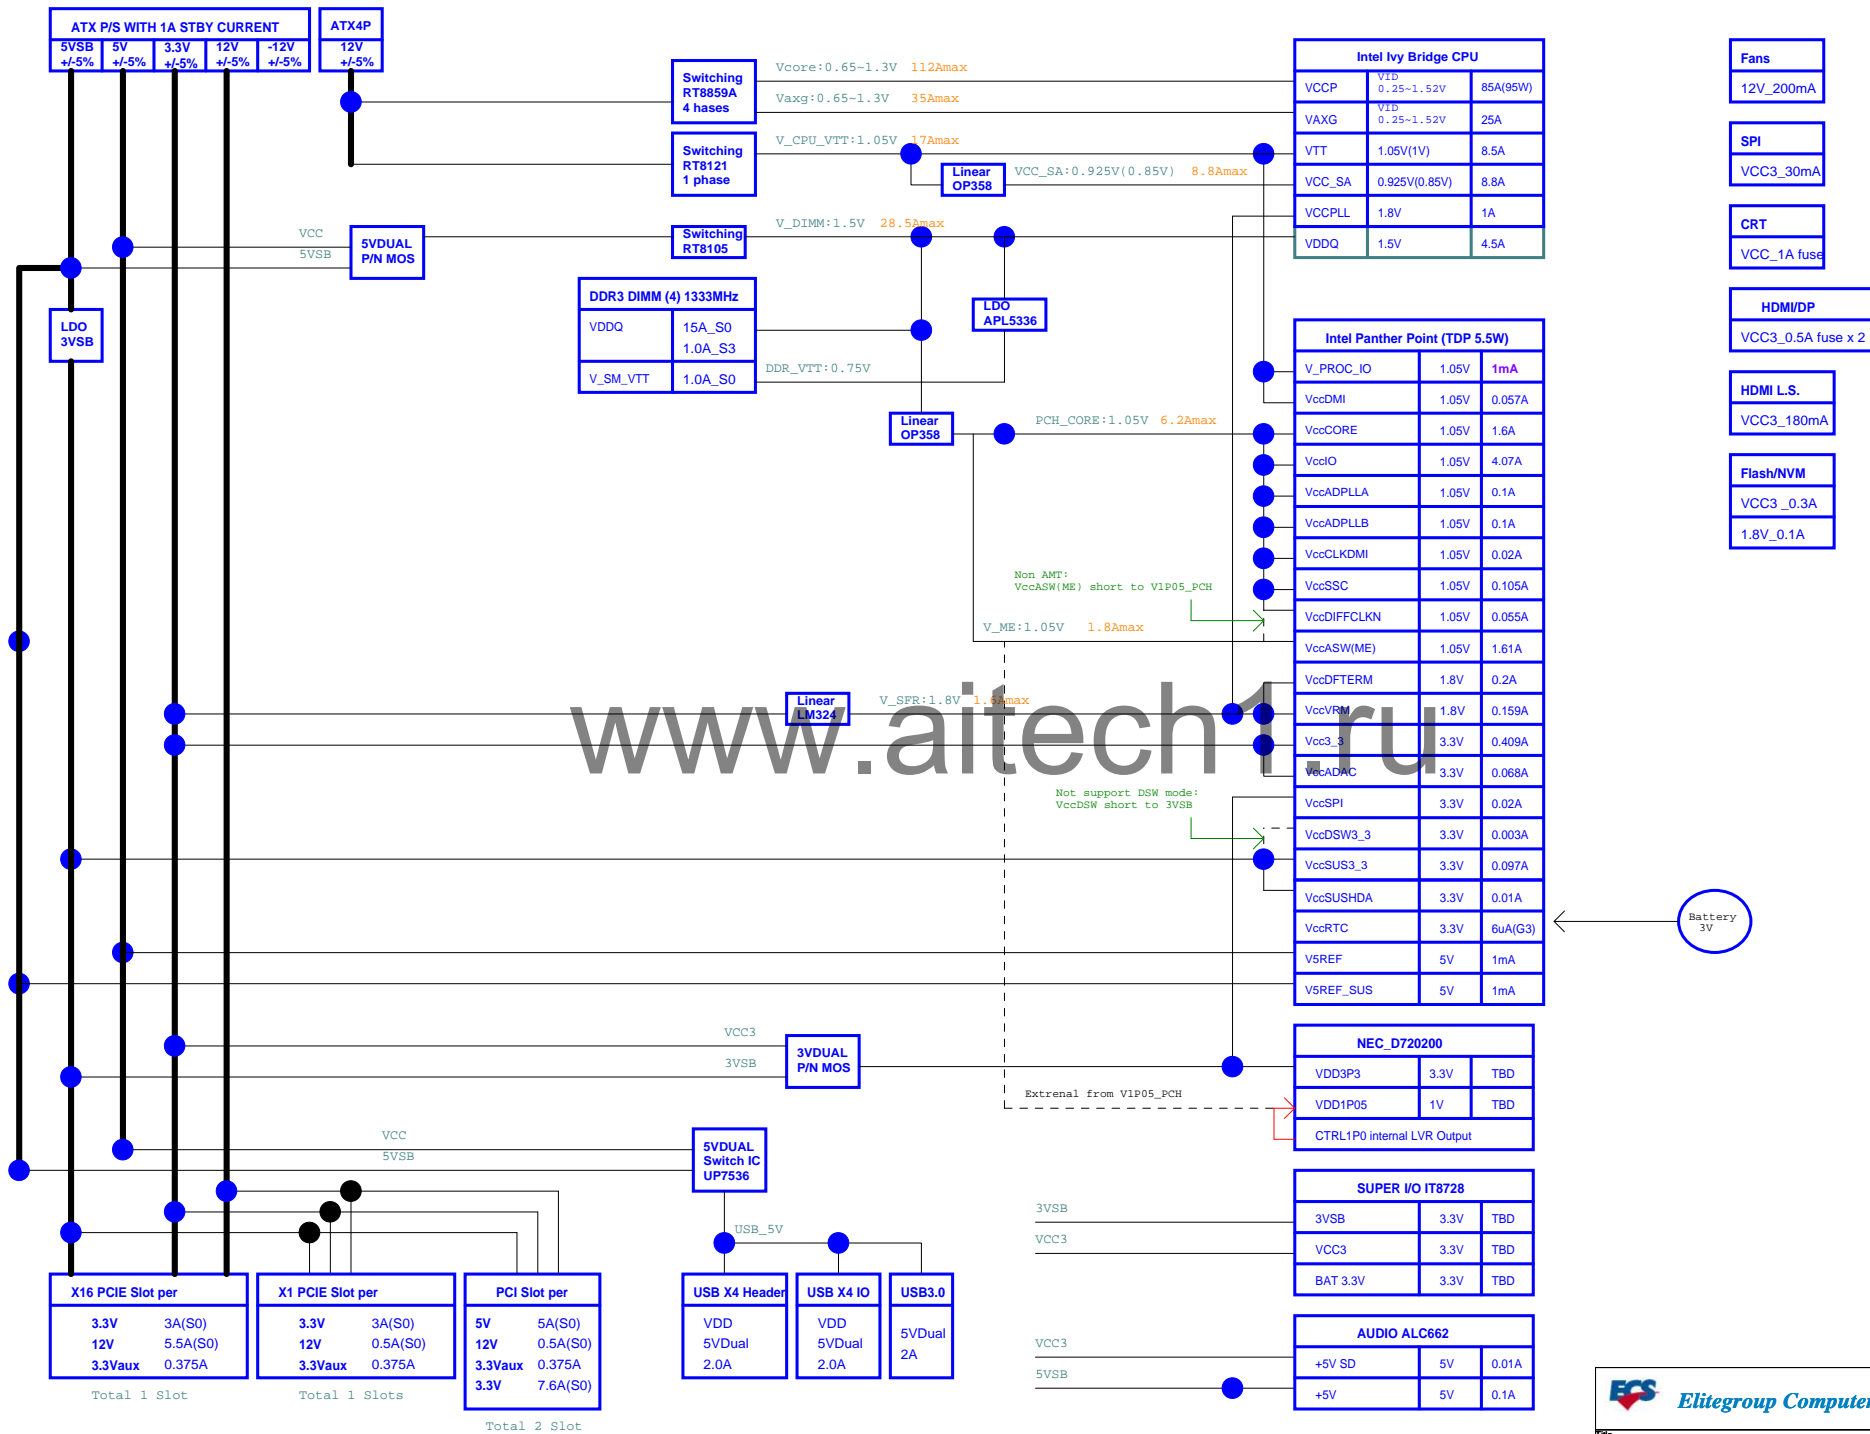 ATX P/S WITH 1A STBY CURRENT
5VSB +/-5%
5V +/-5%
3.3V +/-5%
12V +/-5%
-12V +/-5%
ATX4P
12V +/-5%
Switching
RT8859A
4 hases
Vcore:0.65~1.3V 112Amax
Vaxg:0.65~1.3V 35Amax
Switching
RT8121
1 phase
V_CPU_VTT:1.05V 17Amax
Linear
OP358
VCC_SA:0.925V(0.85V) 8.8Amax
VCC
5VSB
5VDUAL
P/N MOS
Switching
RT8105
V_DIMM:1.5V 28.5Amax
LDO
3VSB
DDR3 DIMM (4) 1333MHz
VDDQ 15A_S0
1.0A_S3
V_SM_VTT 1.0A_S0
DDR_VTT:0.75V
LDO
APL5336
Linear
OP358
PCH_CORE:1.05V 6.2Amax
Intel Ivy Bridge CPU
VCCP VID 0.25~1.52V 85A(95W)
VAXG VID 0.25~1.52V 25A
VTT 1.05V(1V) 8.5A
VCC_SA 0.925V(0.85V) 8.8A
VCCPLL 1.8V 1A
VDDQ 1.5V 4.5A
Intel Panther Point (TDP 5.5W)
V_PROC_IO 1.05V 1mA
VccDMI 1.05V 0.057A
VccCORE 1.05V 1.6A
VccIO 1.05V 4.07A
VccADPLLA 1.05V 0.1A
VccADPLLB 1.05V 0.1A
VccCLKDMI 1.05V 0.02A
VccSSC 1.05V 0.105A
VccDIFFCLKN 1.05V 0.055A
VccASW(ME) 1.05V 1.61A
VccDFTERM 1.8V 0.2A
VccVRM 1.8V 0.159A
Vcc3_3 3.3V 0.409A
VccADAC 3.3V 0.068A
VccSPI 3.3V 0.02A
VccDSW3_3 3.3V 0.003A
VccSUS3_3 3.3V 0.097A
VccSUSHDA 3.3V 0.01A
VccRTC 3.3V 6uA(G3)
V5REF 5V 1mA
V5REF_SUS 5V 1mA
Non AMT:
VccASW(ME) short to V1P05_PCH
V_ME:1.05V 1.8Amax
Linear
LM324
V_SFR:1.8V 1.6Amax
www.aitech1.ru
Not support DSW mode:
VccDSW short to 3VSB
Battery
3V
VCC3
3VSB
3VDUAL
P/N MOS
Extrenal from V1P05_PCH
NEC_D720200
VDD3P3 3.3V TBD
VDD1P05 1V TBD
CTRL1P0 internal LVR Output
VCC
5VSB
5VDUAL
Switch IC
UP7536
USB_5V
3VSB
VCC3
SUPER I/O IT8728
3VSB 3.3V TBD
VCC3 3.3V TBD
BAT 3.3V 3.3V TBD
VCC3
5VSB
AUDIO ALC662
+5V SD 5V 0.01A
+5V 5V 0.1A
X16 PCIE Slot per
3.3V 3A(S0)
12V 5.5A(S0)
3.3Vaux 0.375A
Total 1 Slot
X1 PCIE Slot per
3.3V 3A(S0)
12V 0.5A(S0)
3.3Vaux 0.375A
Total 1 Slots
PCI Slot per
5V 5A(S0)
12V 0.5A(S0)
3.3Vaux 0.375A
3.3V 7.6A(S0)
Total 2 Slot
USB X4 Header
VDD
5VDual
2.0A
USB X4 IO
VDD
5VDual
2.0A
USB3.0
5VDual
2A
Fans
12V_200mA
SPI
VCC3_30mA
CRT
VCC_1A fuse
HDMI/DP
VCC3_0.5A fuse x 2
HDMI L.S.
VCC3_180mA
Flash/NVM
VCC3 _0.3A
1.8V_0.1A
ECS Elitegroup Computer